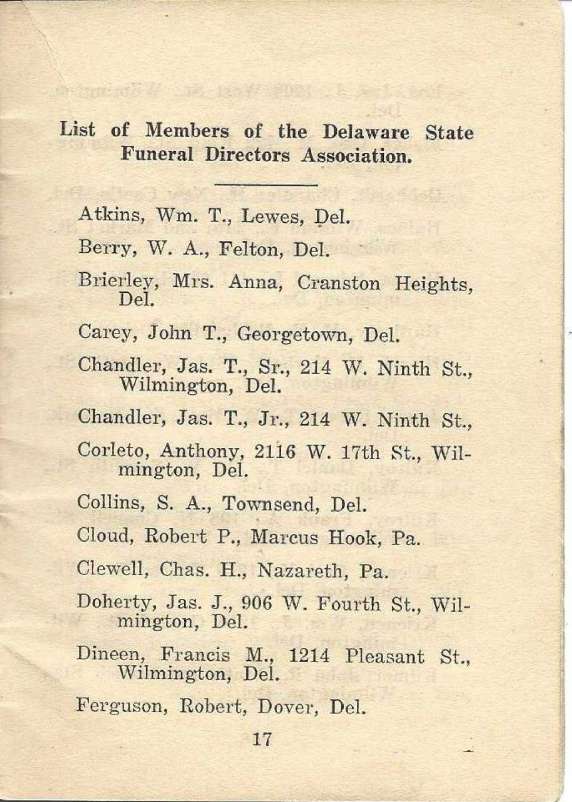 List of Members of the Delaware State
Funeral Directors Association.
Atkins, Wm. T., Lewes, Del.
Berry, W. A., Felton, Del.
Brierley, Mrs. Anna, Cranston Heights,
Del.
Carey, John T., Georgetown, Del.
Chandler, Jas. T., Sr., 214 W. Ninth St.,
Wilmington, Del.
Chandler, Jas. T., Jr., 214 W. Ninth St.,
Corleto, Anthony, 2116 W. 17th St., Wil-
mington, Del.
Collins, S. A., Townsend, Del.
Cloud, Robert P., Marcus Hook, Pa.
Clewell, Chas. H., Nazareth, Pa.
Doherty, Jas. J., 906 W. Fourth St., Wil-
mington, Del.
Dineen, Francis M., 1214 Pleasant St.,
Wilmington, Del.
Ferguson, Robert, Dover, Del.
17